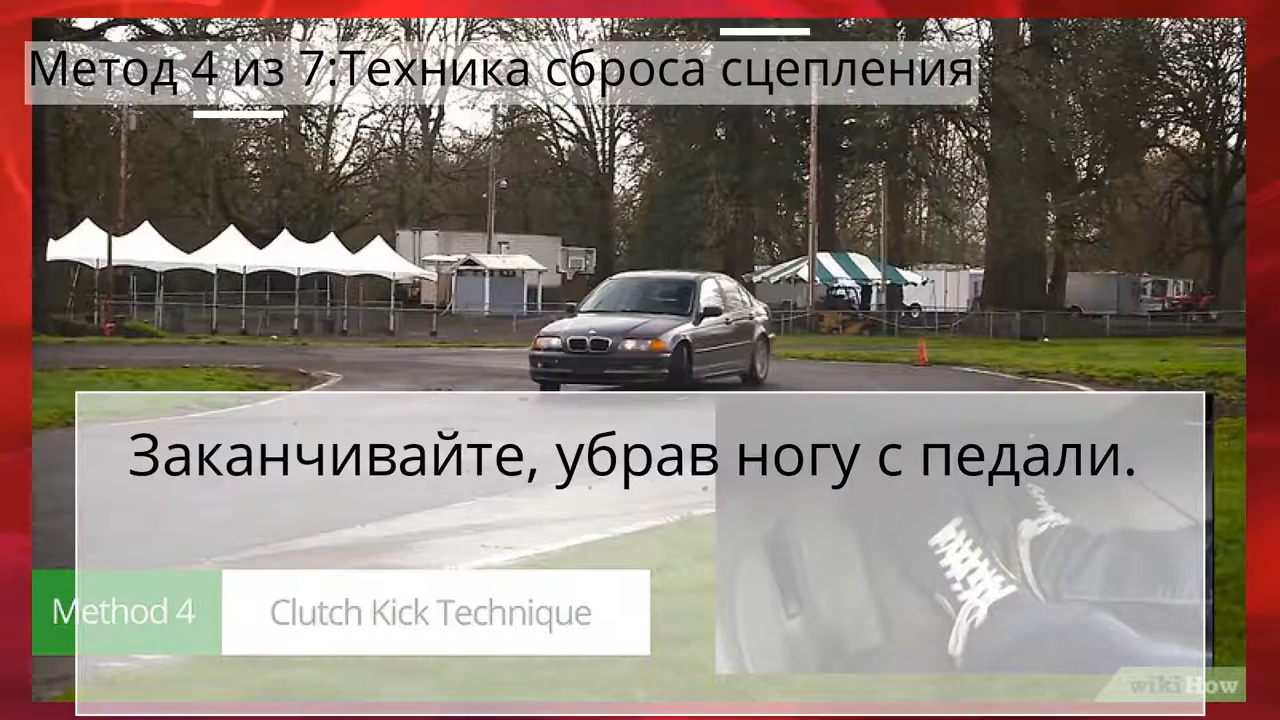 Метод 4 из 7:Техника сброса сцепления
Заканчивайте, убрав ногу с педали.
Method 4 Clutch Kick Technique
wikiHow